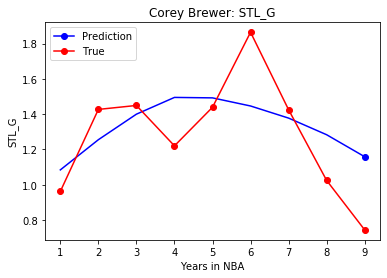 Corey Brewer: STL_G
Prediction
True
STL_G
1.8
1.6
1.4
1.2
1.0
0.8
1 2 3 4 5 6 7 8 9
Years in NBA